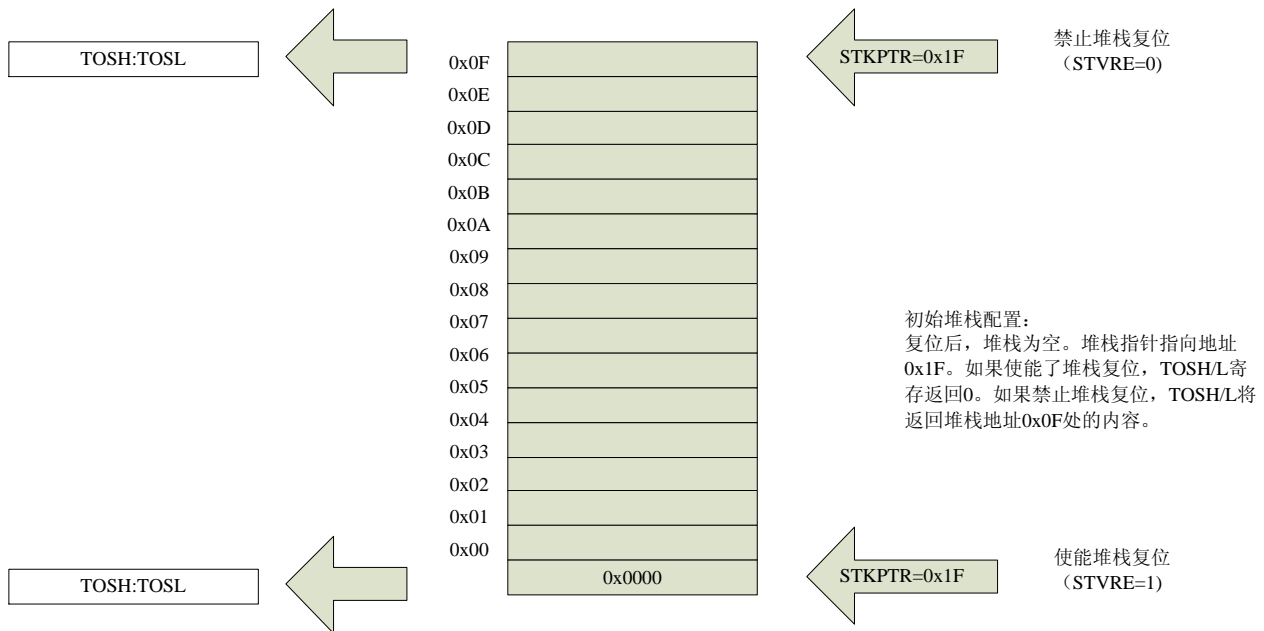 TOSH:TOSL
0x0F
STKPTR=0x1F
禁止堆栈复位
（STVRE=0）
0x0E
0x0D
0x0C
0x0B
0x0A
0x09
0x08
0x07
0x06
0x05
0x04
0x03
0x02
0x01
0x00
初始堆栈配置：
复位后，堆栈为空。堆栈指针指向地址
0x1F。如果使能了堆栈复位，TOSH/L寄
存返回0。如果禁止堆栈复位，TOSH/L将
返回堆栈地址0x0F处的内容。
TOSH:TOSL
0x0000
STKPTR=0x1F
使能堆栈复位
（STVRE=1）